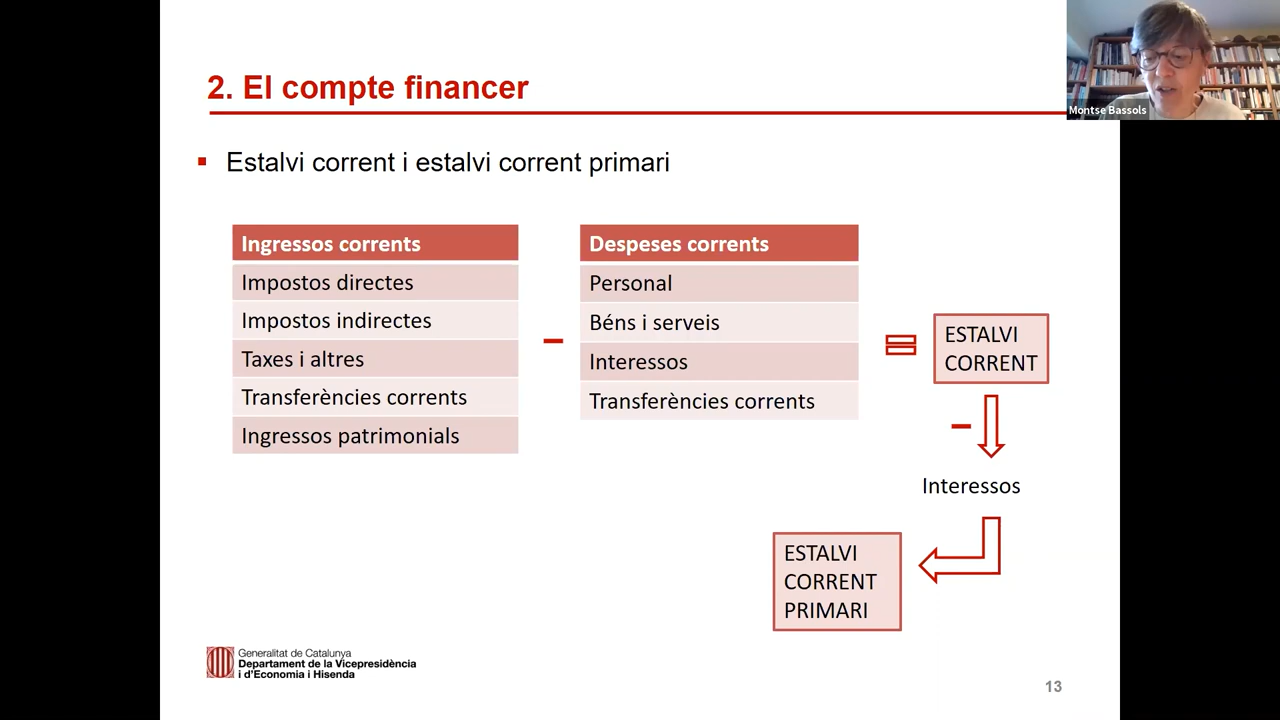 2. El compte financer
Montse Bassols
▪ Estalvi corrent i estalvi corrent primari
Ingressos corrents
Impostos directes
Impostos indirectes
Taxes i altres
Transferències corrents
Ingressos patrimonials
–
Despeses corrents
Personal
Béns i serveis
Interessos
Transferències corrents
=
ESTALVI
CORRENT
–
Interessos
ESTALVI
CORRENT
PRIMARI
Generalitat de Catalunya
Departament de la Vicepresidència
i d'Economia i Hisenda
13